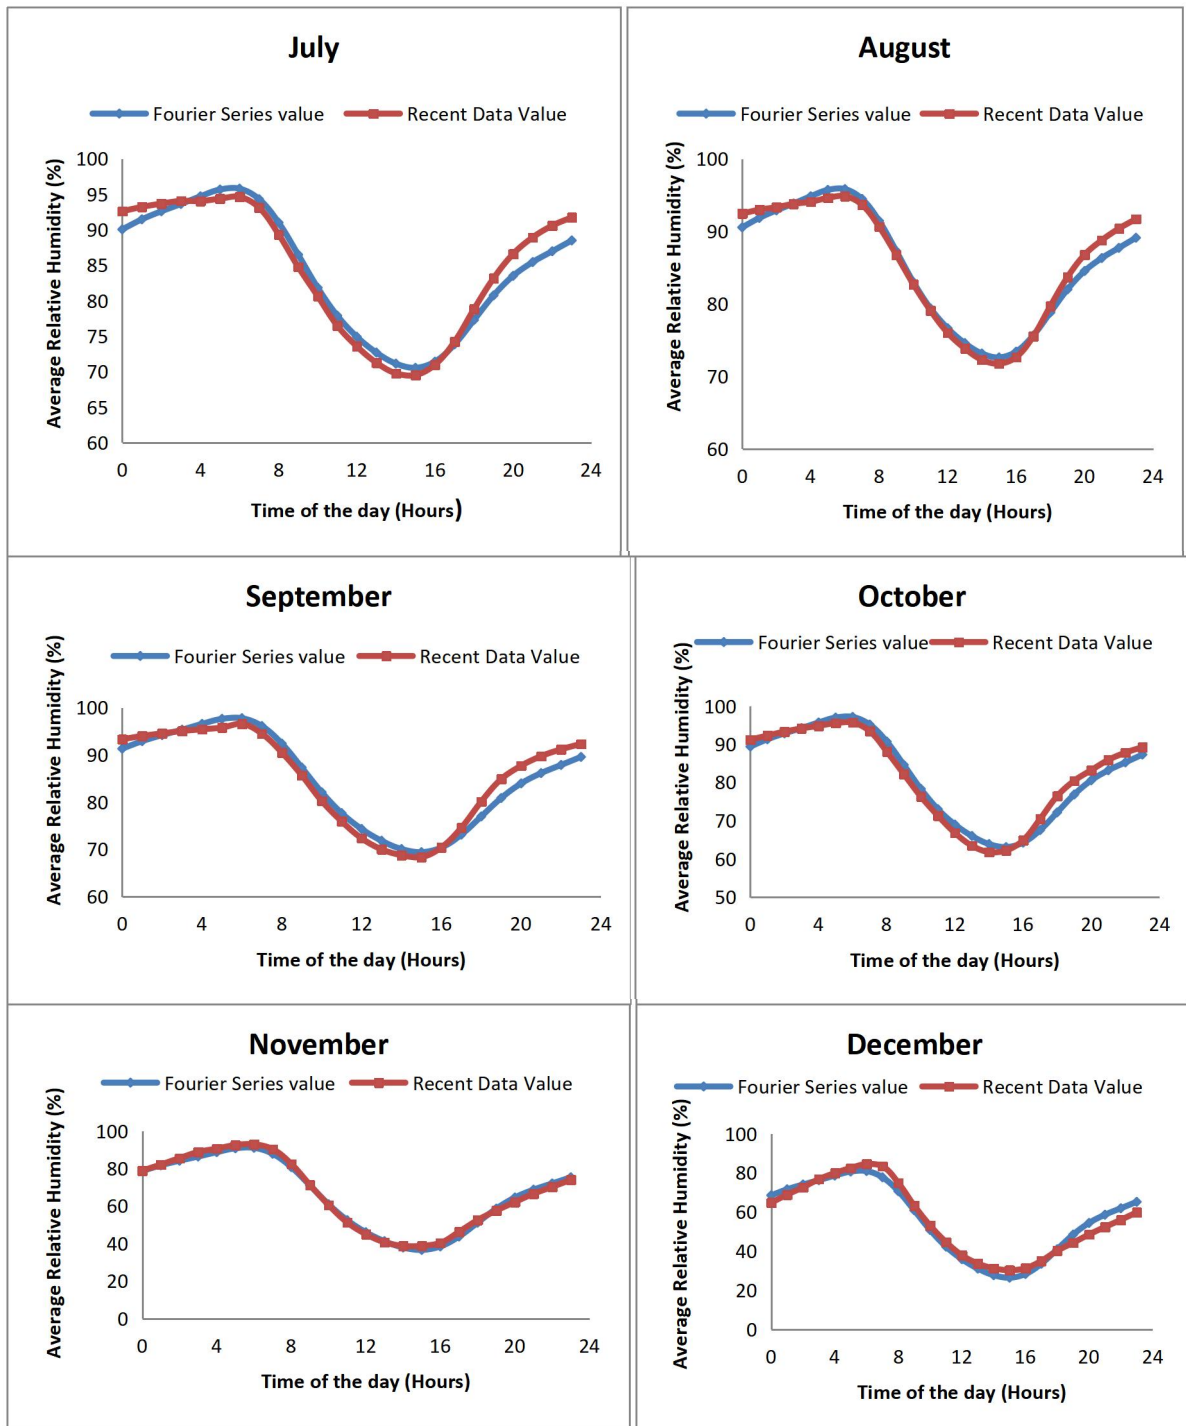 July
Fourier Series value Recent Data Value
Average Relative Humidity (%)
100
95
90
85
80
75
70
65
60
0 4 8 12 16 20 24
Time of the day (Hours)
August
Fourier Series value Recent Data Value
Average Relative Humidity (%)
100
90
80
70
60
0 4 8 12 16 20 24
Time of the day (Hours)
September
Fourier Series value Recent Data Value
Average Relative Humidity (%)
100
90
80
70
60
0 4 8 12 16 20 24
Time of the day (Hours)
October
Fourier Series value Recent Data Value
Average Relative Humidity (%)
100
90
80
70
60
50
0 4 8 12 16 20 24
Time of the day (Hours)
November
Fourier Series value Recent Data Value
Average Relative Humidity (%)
100
80
60
40
20
0
0 4 8 12 16 20 24
Time of the day (Hours)
December
Fourier Series value Recent Data Value
Average Relative Humidity (%)
100
80
60
40
20
0
0 4 8 12 16 20 24
Time of the day (Hours)